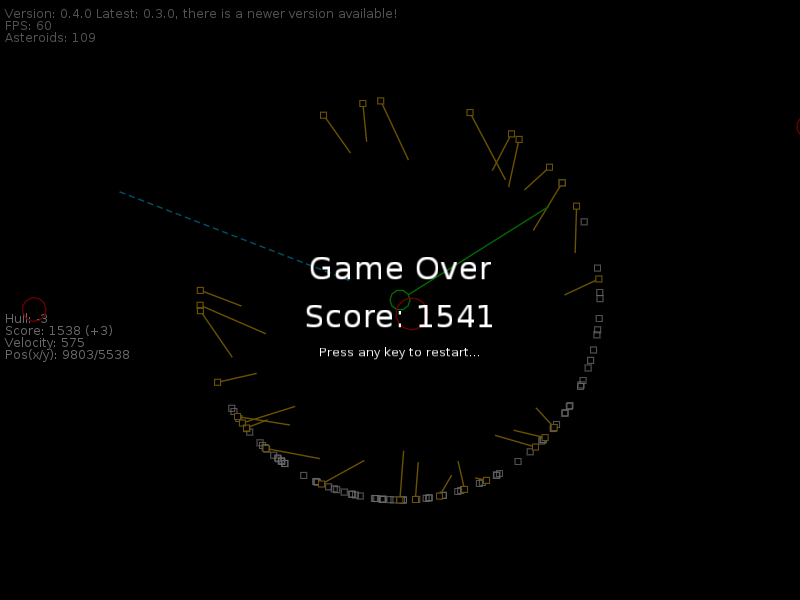 Version: 0.4.0 Latest: 0.3.0, there is a newer version available!
FPS: 60
Asteroids: 109
Game Over
Score: 1541
Press any key to restart...
Hull: -3
Score: 1538 (+3)
Velocity: 575
Pos(x/y): 9803/5538